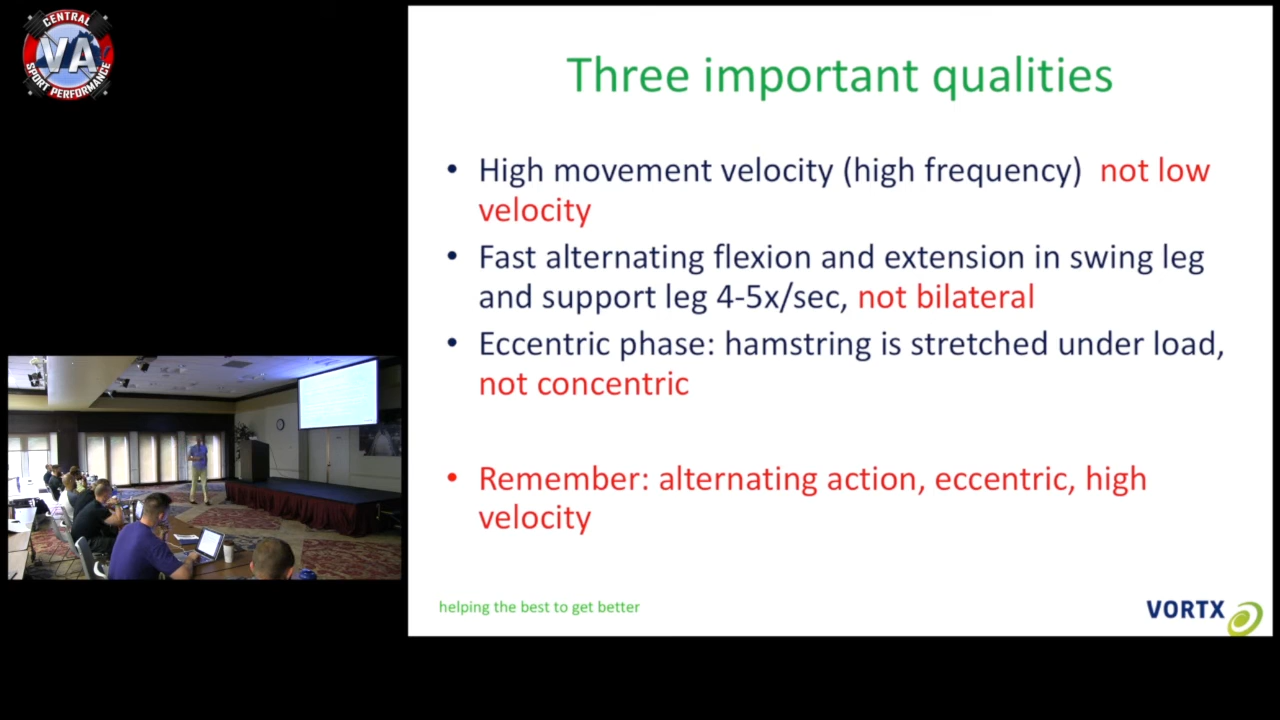 CENTRAL
VA
SPORT PERFORMANCE
Three important qualities
• High movement velocity (high frequency) not low
velocity
• Fast alternating flexion and extension in swing leg
and support leg 4-5x/sec, not bilateral
• Eccentric phase: hamstring is stretched under load,
not concentric
• Remember: alternating action, eccentric, high
velocity
helping the best to get better
VORTX